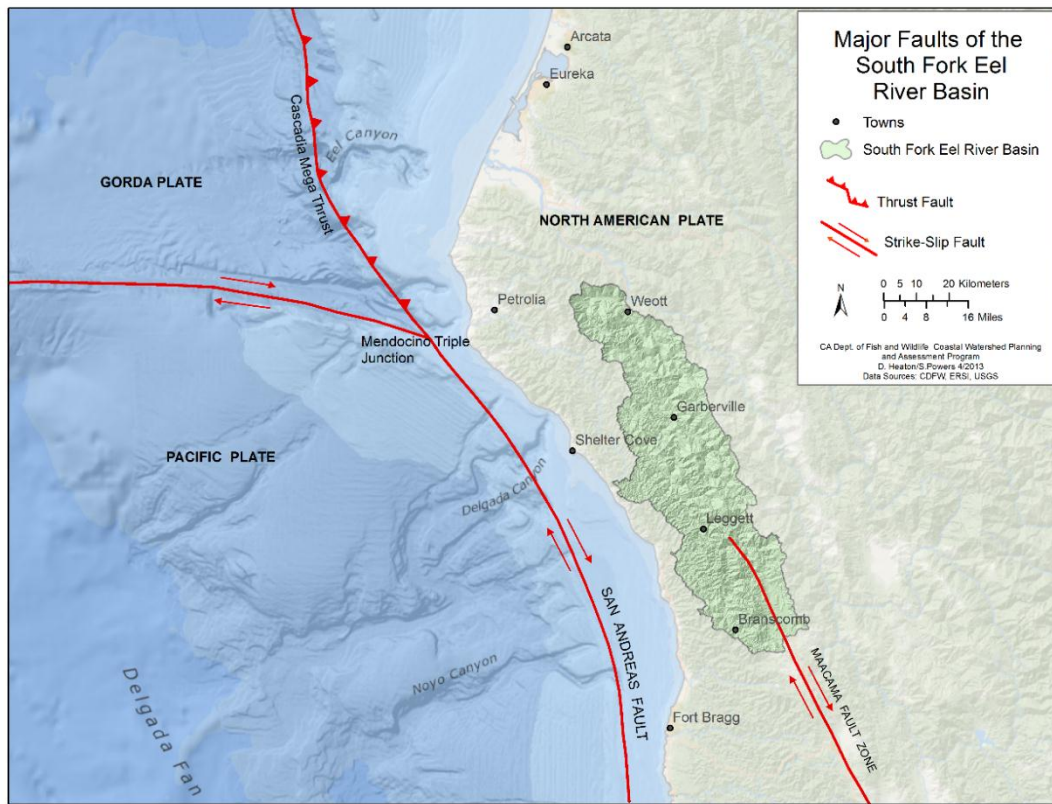 Arcata
Eureka
Eel Canyon
Cascadia Mega Thrust
GORDA PLATE
NORTH AMERICAN PLATE
Petrolia
Weott
Mendocino Triple
Junction
Garberville
Shelter Cove
PACIFIC PLATE
Delgada Canyon
Leggett
SAN ANDREAS FAULT
Branscomb
MAACAMA FAULT ZONE
Noyo Canyon
Delgada Fan
Fort Bragg
Major Faults of the
South Fork Eel
River Basin
Towns
South Fork Eel River Basin
Thrust Fault
Strike-Slip Fault
N
0 5 10 20 Kilometers
0 4 8 16 Miles
CA Dept. of Fish and Wildlife Coastal Watershed Planning
and Assessment Program
D. Heaton/S.Powers 4/2013
Data Sources: CDFW, ERSI, USGS